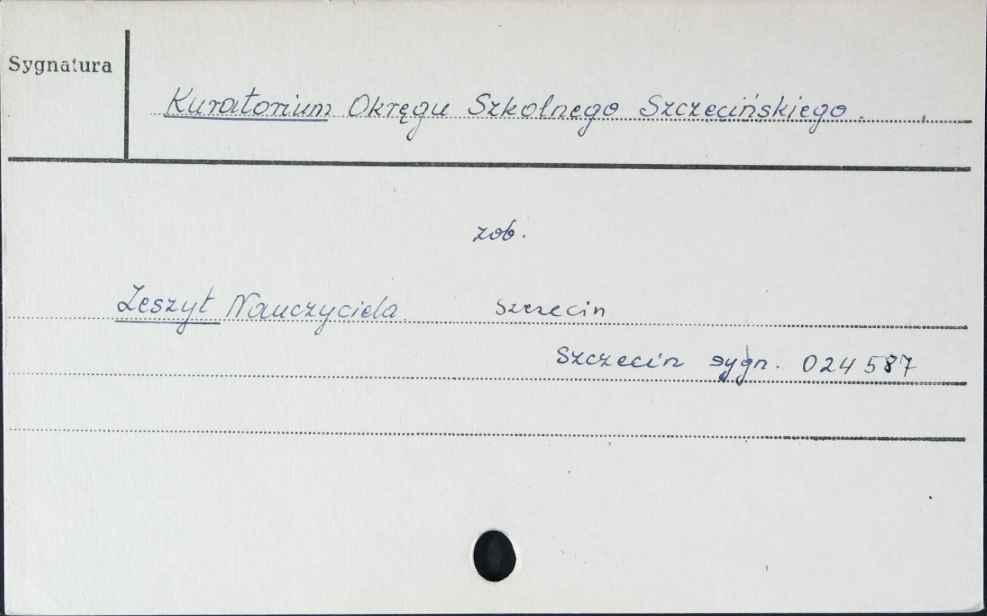 Sygnatura
Kuratorium Okręgu Szkolnego Szczecińskiego.
zob.
Zeszyt Nauczyciela Szczecin
Szczecin sygn. 024587